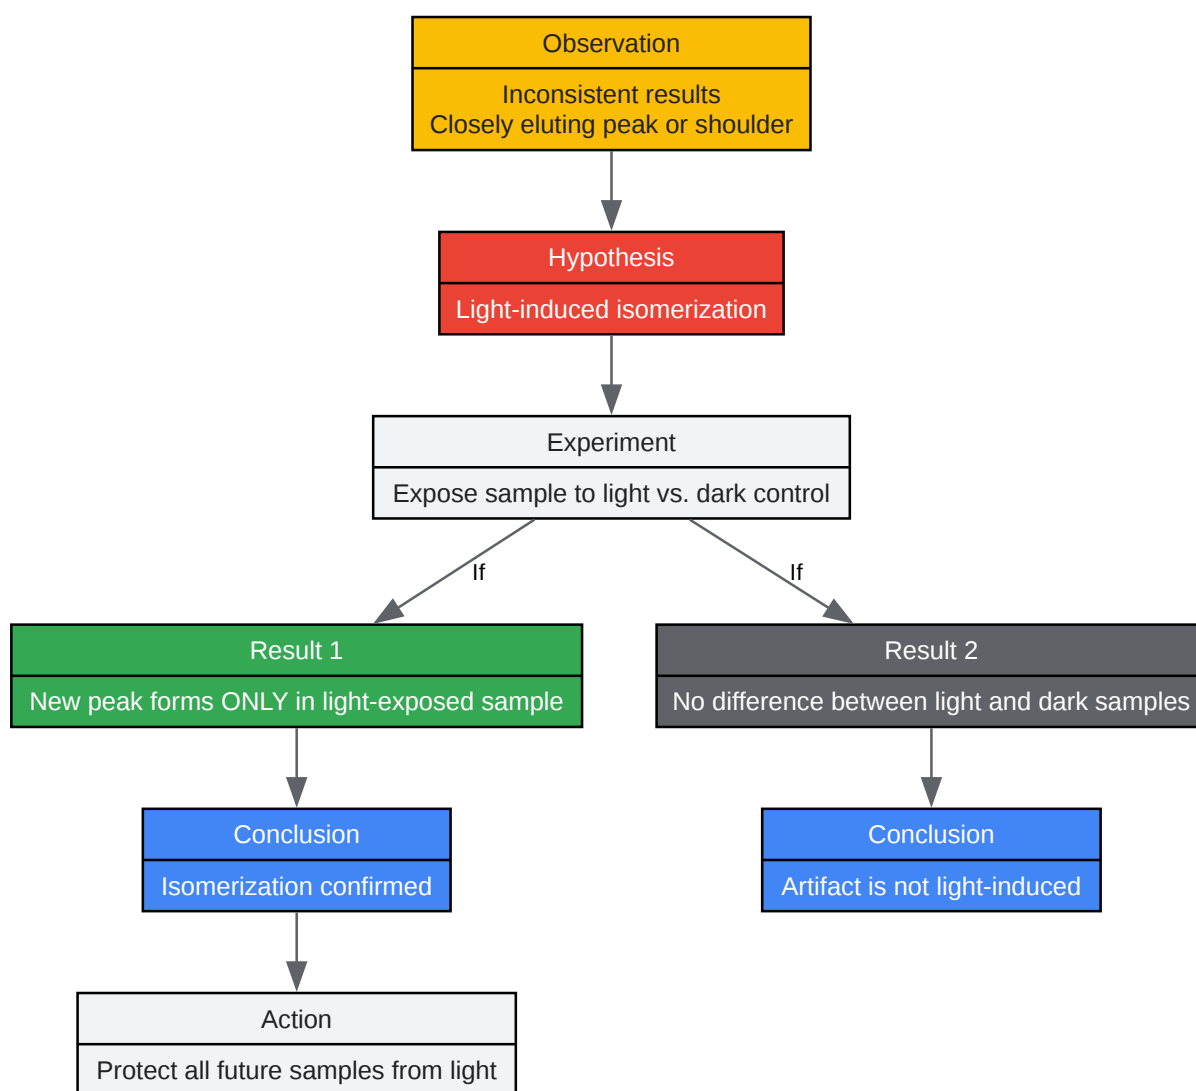 Observation
Inconsistent results
Closely eluting peak or shoulder
Hypothesis
Light-induced isomerization
Experiment
Expose sample to light vs. dark control
If
If
Result 1
New peak forms ONLY in light-exposed sample
Result 2
No difference between light and dark samples
Conclusion
Isomerization confirmed
Conclusion
Artifact is not light-induced
Action
Protect all future samples from light